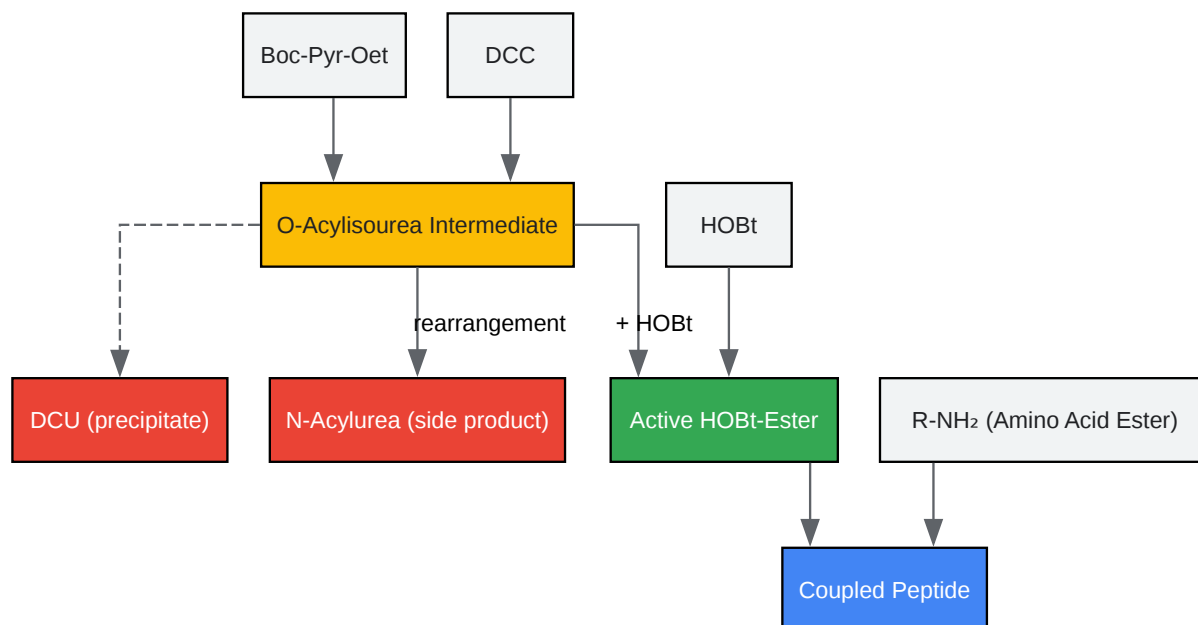 Boc-Pyr-Oet
DCC
O-Acylisourea Intermediate
HOBt
rearrangement
+ HOBt
DCU (precipitate)
N-Acylurea (side product)
Active HOBt-Ester
R-NH₂ (Amino Acid Ester)
Coupled Peptide